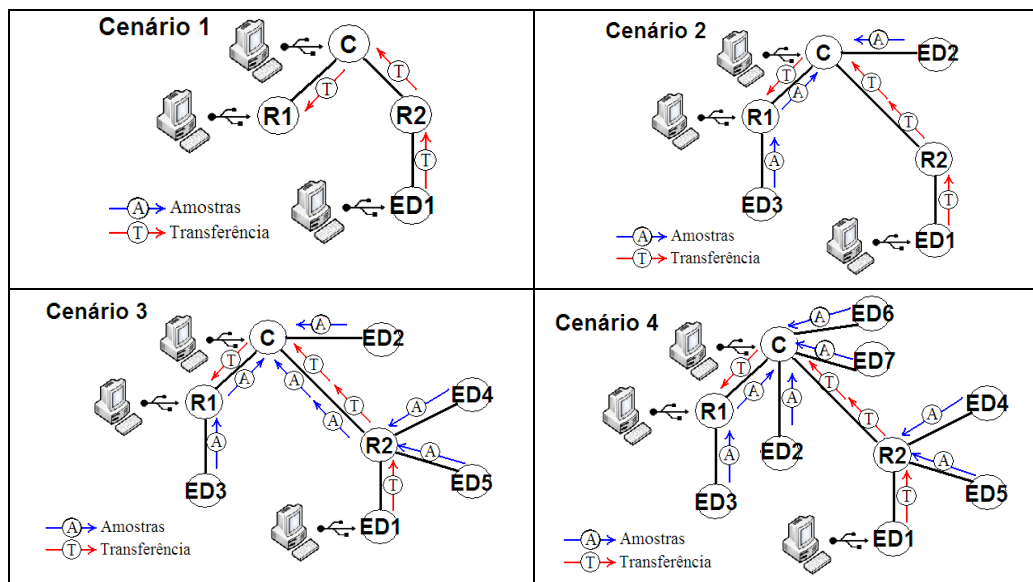 Cenário 1
C
T
T
R1
R2
T
A Amostras
T Transferência
ED1
Cenário 2
A
C
ED2
T
T
A
R1
T
A
R2
ED3
T
A Amostras
T Transferência
ED1
Cenário 3
A
C
ED2
T
T
A
A
R1
T
A
A
ED4
A
R2
A
ED3
T
ED5
A Amostras
T Transferência
ED1
Cenário 4
A
ED6
C
A
ED7
T
T
R1
A
A
T
A
ED4
A
ED2
R2
A
ED3
T
ED5
A Amostras
T Transferência
ED1